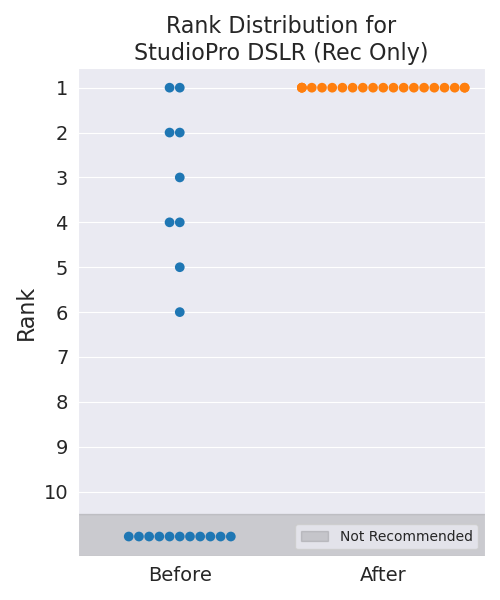 Rank Distribution for
StudioPro DSLR (Rec Only)
Rank
1
2
3
4
5
6
7
8
9
10
Not Recommended
Before
After